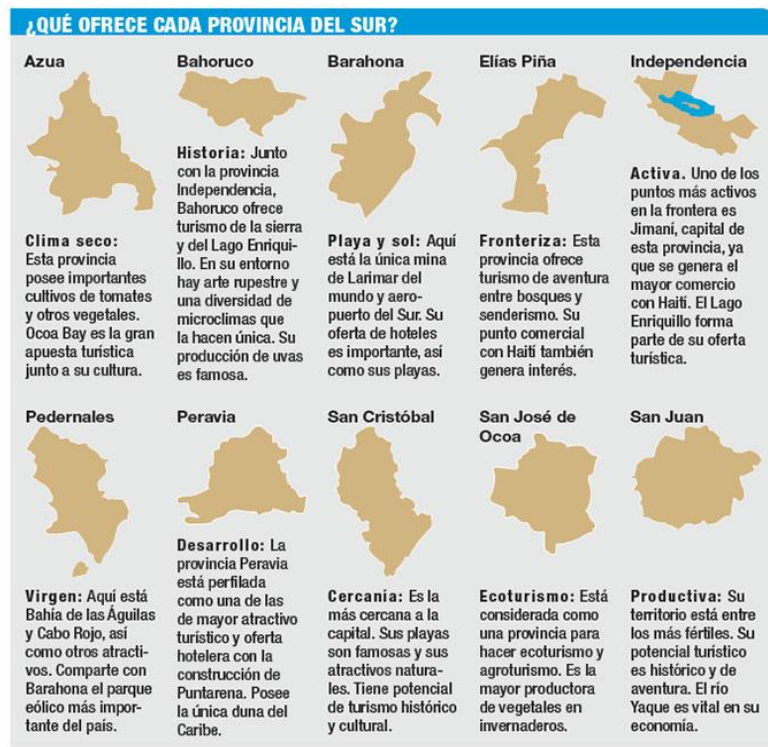 ¿QUÉ OFRECE CADA PROVINCIA DEL SUR?
Azua
Clima seco:
Esta provincia
posee importantes
cultivos de tomates
y otros vegetales.
Ocoa Bay es la gran
apuesta turística
junto a su cultura.
Bahoruco
Historia: Junto
con la provincia
Independencia,
Bahoruco ofrece
turismo de la sierra
y del Lago Enriqui-
llo. En su entorno
hay arte rupestre y
una diversidad de
microclimas que
la hacen única. Su
producción de uvas
es famosa.
Barahona
Playa y sol: Aquí
está la única mina
de Larimar del
mundo y aero-
puerto del Sur. Su
oferta de hoteles
es importante, así
como sus playas.
Elías Piña
Fronteriza: Esta
provincia ofrece
turismo de aventura
entre bosques y
senderismo. Su
punto comercial
con Haití también
genera interés.
Independencia
Activa. Uno de los
puntos más activos
en la frontera es
Jimaní, capital de
esta provincia, ya
que se genera el
mayor comercio
con Haití. El Lago
Enriquillo forma
parte de su oferta
turística.
Pedernales
Virgen: Aquí está
Bahía de las Águilas
y Cabo Rojo, así
como otros atracti-
vos. Comparte con
Barahona el parque
eólico más impor-
tante del país.
Peravia
Desarrollo: La
provincia Peravia
está perfilada
como una de las
de mayor atractivo
turístico y oferta
hotelera con la
construcción de
Puntarena. Posee
la única duna del
Caribe.
San Cristóbal
Cercanía: Es la
más cercana a la
capital. Sus playas
son famosas y sus
atractivos natura-
les. Tiene potencial
de turismo histórico
y cultural.
San José de
Ocoa
Ecoturismo: Está
considerada como
una provincia para
hacer ecoturismo y
agroturismo. Es la
mayor productora
de vegetales en
invernaderos.
San Juan
Productiva: Su
territorio está entre
los más fértiles. Su
potencial turístico
es histórico y de
aventura. El río
Yaque es vital en su
economía.